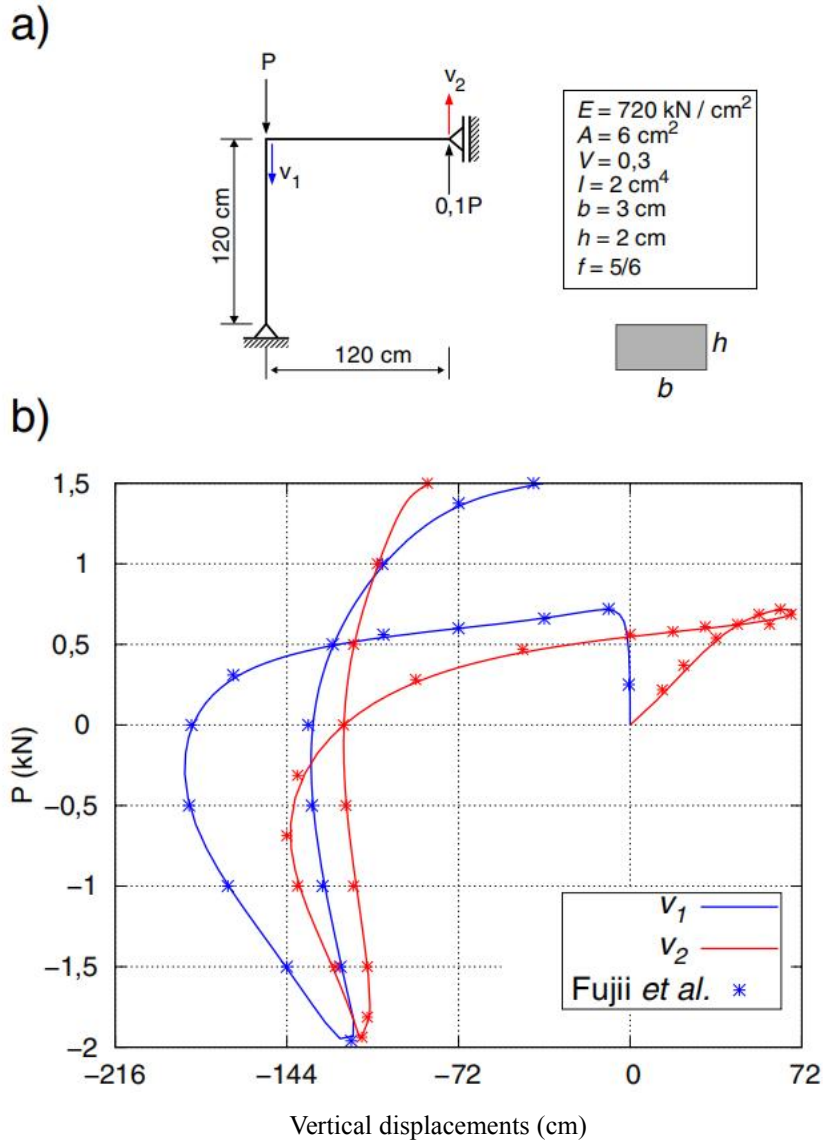 a)
P
v2
v1
0,1P
120 cm
120 cm
E = 720 kN / cm2
A = 6 cm2
V = 0,3
I = 2 cm4
b = 3 cm
h = 2 cm
f = 5/6
h
b
b)
1,5
1
0,5
0
−0,5
−1
−1,5
−2
P (kN)
v1
v2
Fujii et al.
−216
−144
−72
0
72
Vertical displacements (cm)